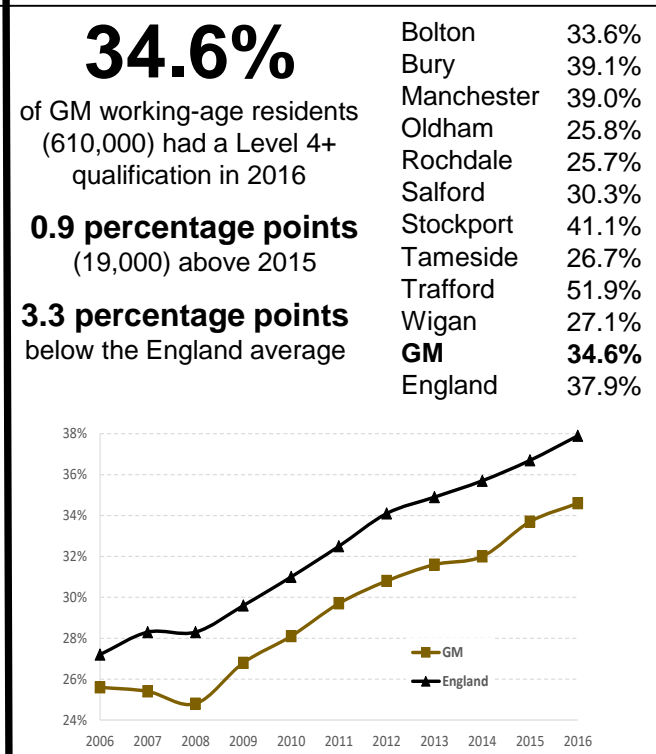 34.6%
of GM working-age residents
(610,000) had a Level 4+
qualification in 2016
0.9 percentage points
(19,000) above 2015
3.3 percentage points
below the England average
Bolton 33.6%
Bury 39.1%
Manchester 39.0%
Oldham 25.8%
Rochdale 25.7%
Salford 30.3%
Stockport 41.1%
Tameside 26.7%
Trafford 51.9%
Wigan 27.1%
GM 34.6%
England 37.9%
38%
36%
34%
32%
30%
28%
26%
24%
GM
England
2006 2007 2008 2009 2010 2011 2012 2013 2014 2015 2016